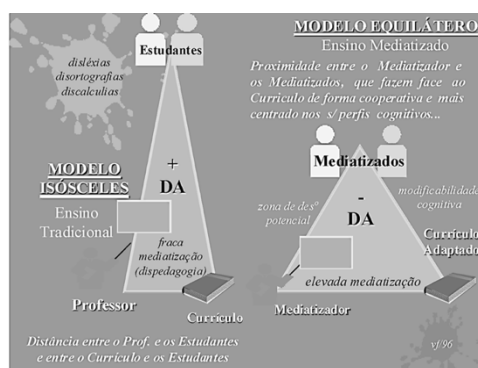 Estudantes
disléxias
disortografias
discalculias
MODELO
ISÓSCELES
Ensino
Tradicional
+
DA
fraca
mediatização
(dispedagogia)
Professor
Currículo
Distância entre o Prof. e os Estudantes
e entre o Currículo e os Estudantes
MODELO EQUILÁTERO
Ensino Mediatizado
Proximidade entre o Mediatizador e
os Mediatizados, que fazem face ao
Currículo de forma cooperativa e mais
centrado nos s/ perfis cognitivos...
Mediatizados
zona de desº
potencial
-
DA
modificabilidade
cognitiva
Currículo
Adaptado
elevada mediatização
Mediatizador
vf/96